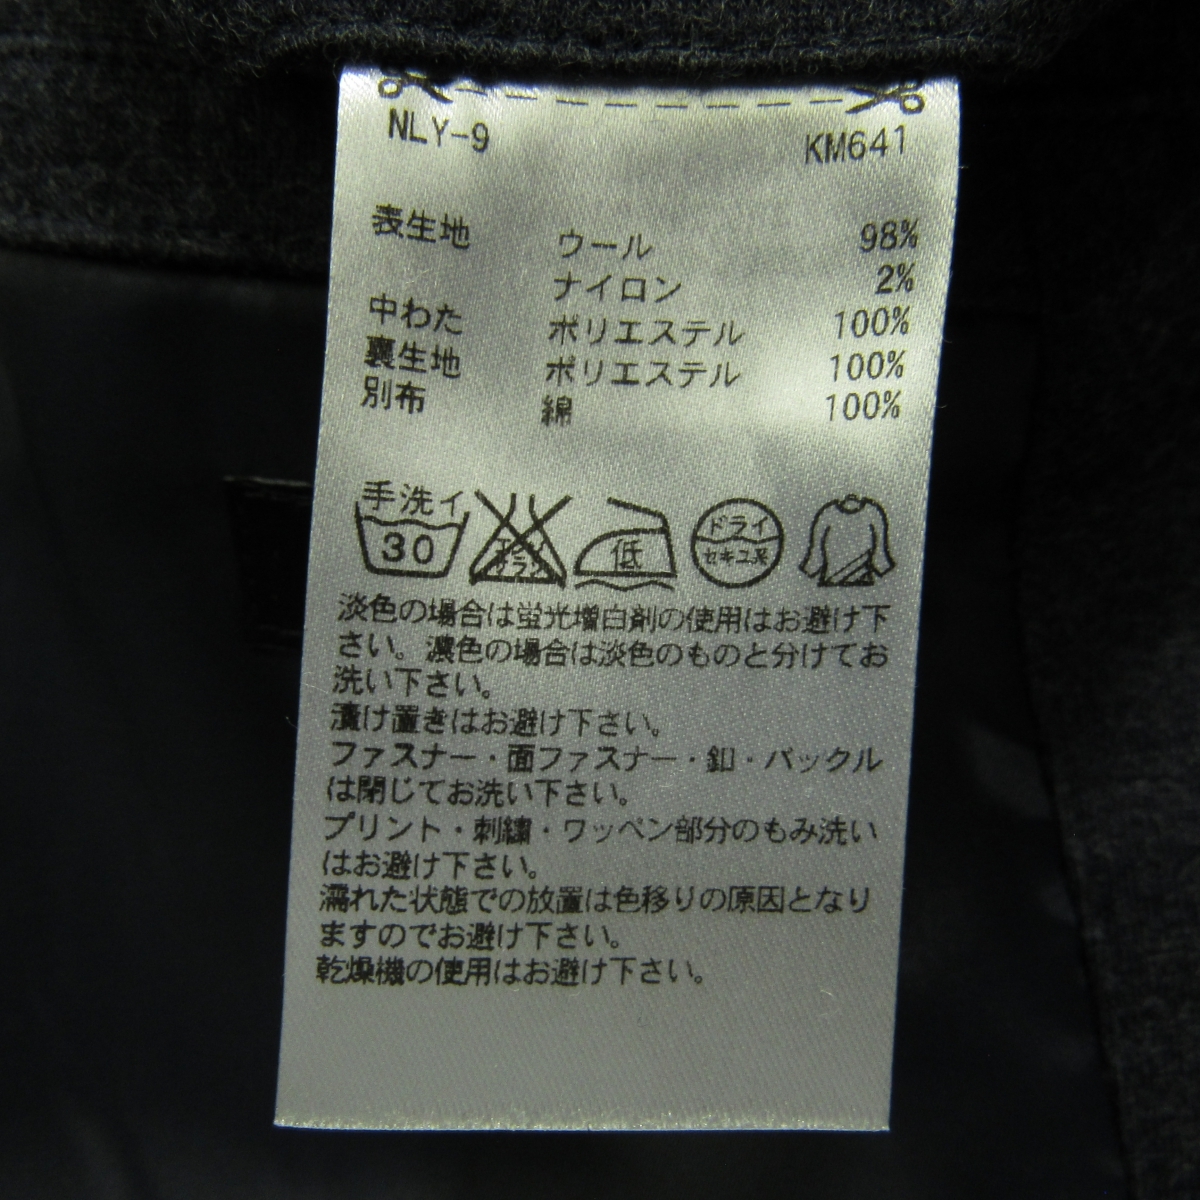 NLY-9 KM641
表生地 ウール 98%
ナイロン 2%
中わた ポリエステル 100%
裏生地 ポリエステル 100%
別布 綿 100%
手洗イ
30
エンソ
サラシ
低
ドライ
セキユ系
淡色の場合は蛍光増白剤の使用はお避け下
さい。濃色の場合は淡色のものと分けてお
洗い下さい。
漬け置きはお避け下さい。
ファスナー・面ファスナー・釦・バックル
は閉じてお洗い下さい。
プリント・刺繍・ワッペン部分のもみ洗い
はお避け下さい。
濡れた状態での放置は色移りの原因となり
ますのでお避け下さい。
乾燥機の使用はお避け下さい。